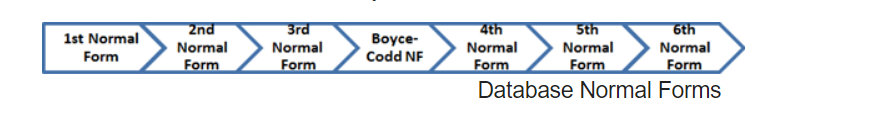 1st Normal
Form
2nd
Normal
Form
3rd
Normal
Form
Boyce-
Codd NF
4th
Normal
Form
5th
Normal
Form
6th
Normal
Form
Database Normal Forms